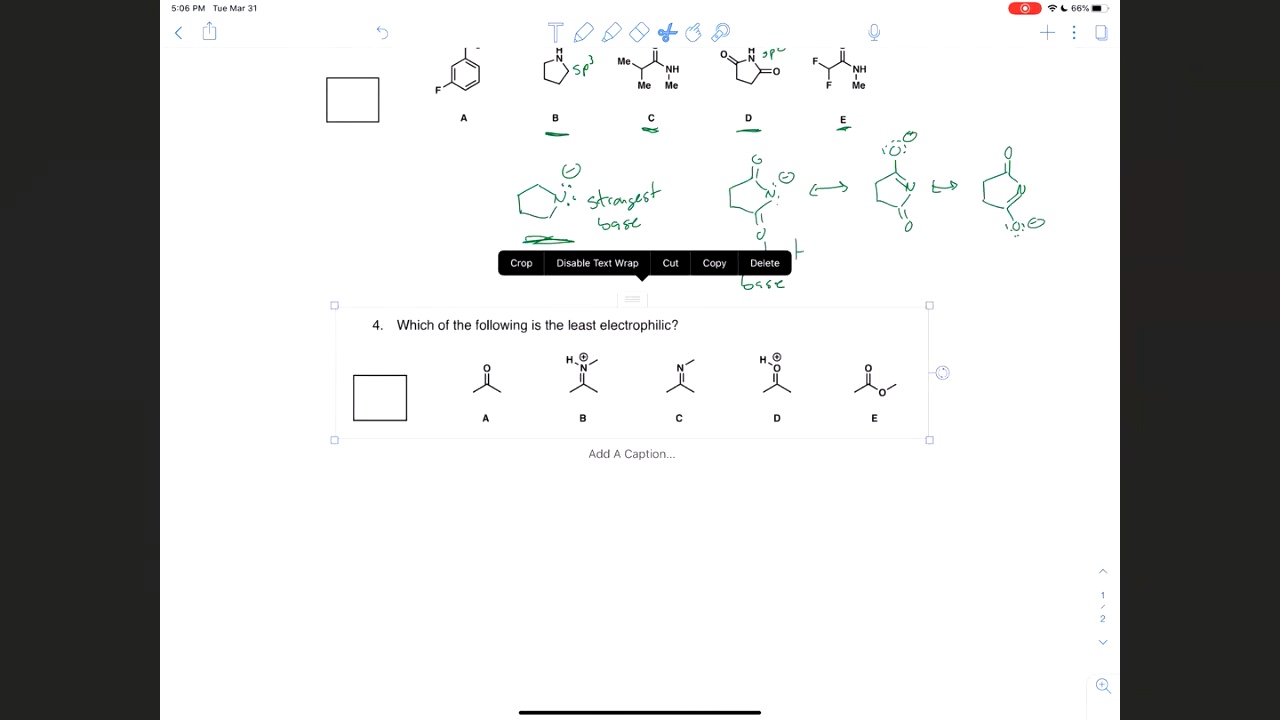 5:06 PM Tue Mar 31
66%
H
N
sp3
Me
NH
Me Me
O N O
F
F
NH
F Me
F
A B C D E
⊖
N
strongest
base
O
N ⊖
O
O ⊖
N
O
O
N
O ⊖
base
Crop Disable Text Wrap Cut Copy Delete
4. Which of the following is the least electrophilic?
O
H ⊕ N
N
H ⊕ O
O
O
A B C D E
Add A Caption...
1
/
2